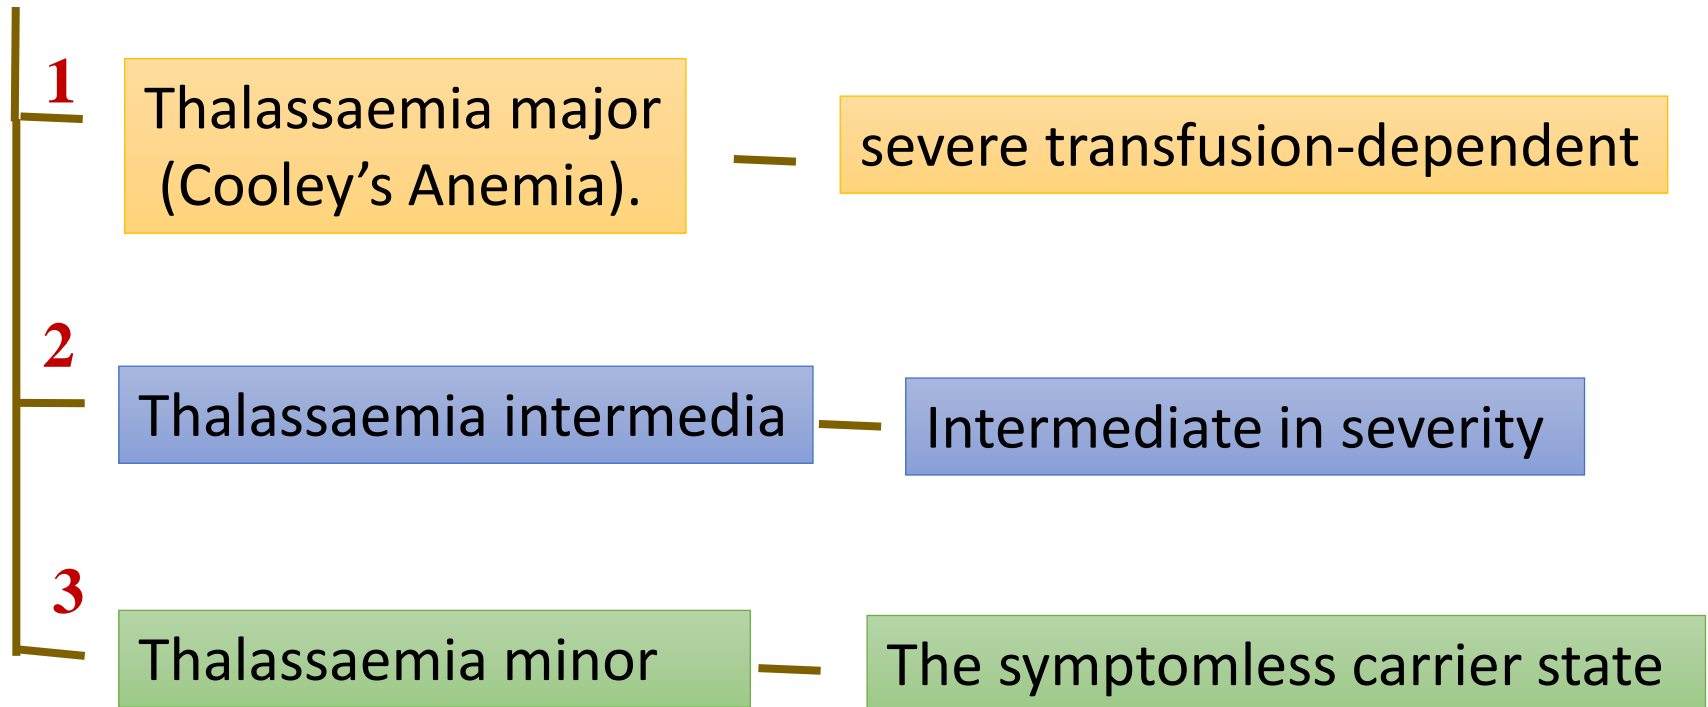 1
Thalassaemia major
(Cooley’s Anemia).
severe transfusion-dependent
2
Thalassaemia intermedia
Intermediate in severity
3
Thalassaemia minor
The symptomless carrier state